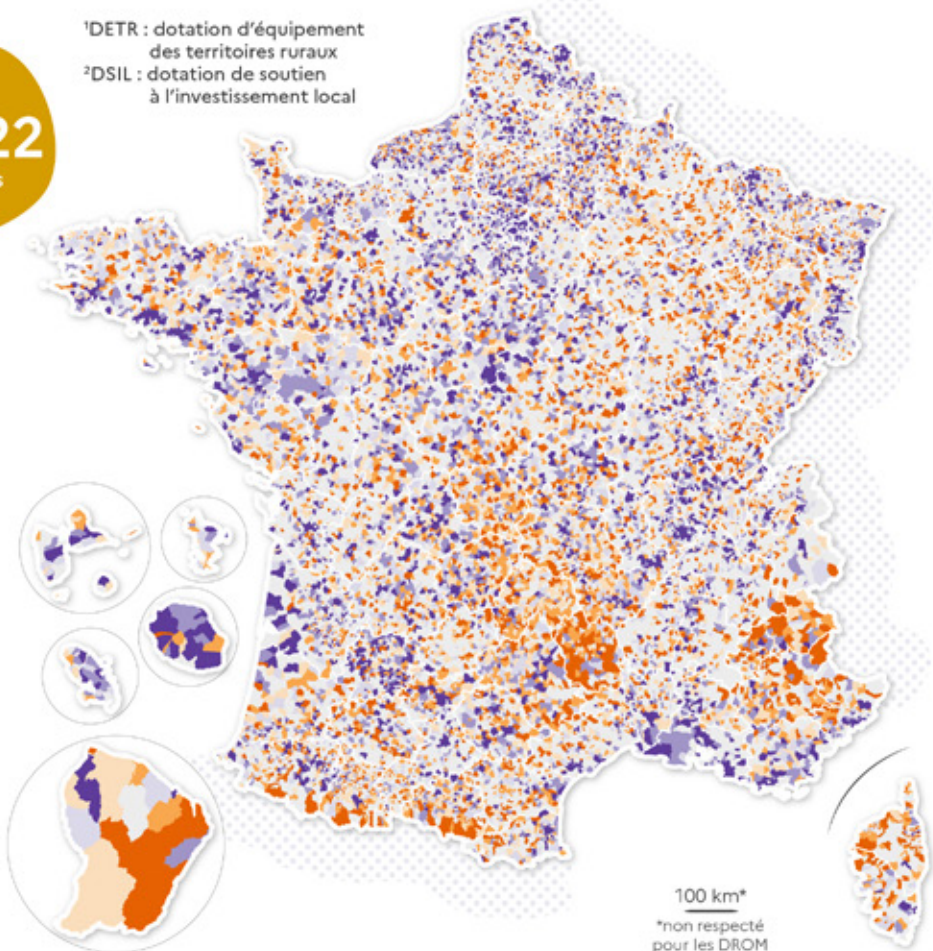 ¹DETR : dotation d’équipement
des territoires ruraux
²DSIL : dotation de soutien
à l’investissement local
22
s
100 km*
*non respecté
pour les DROM